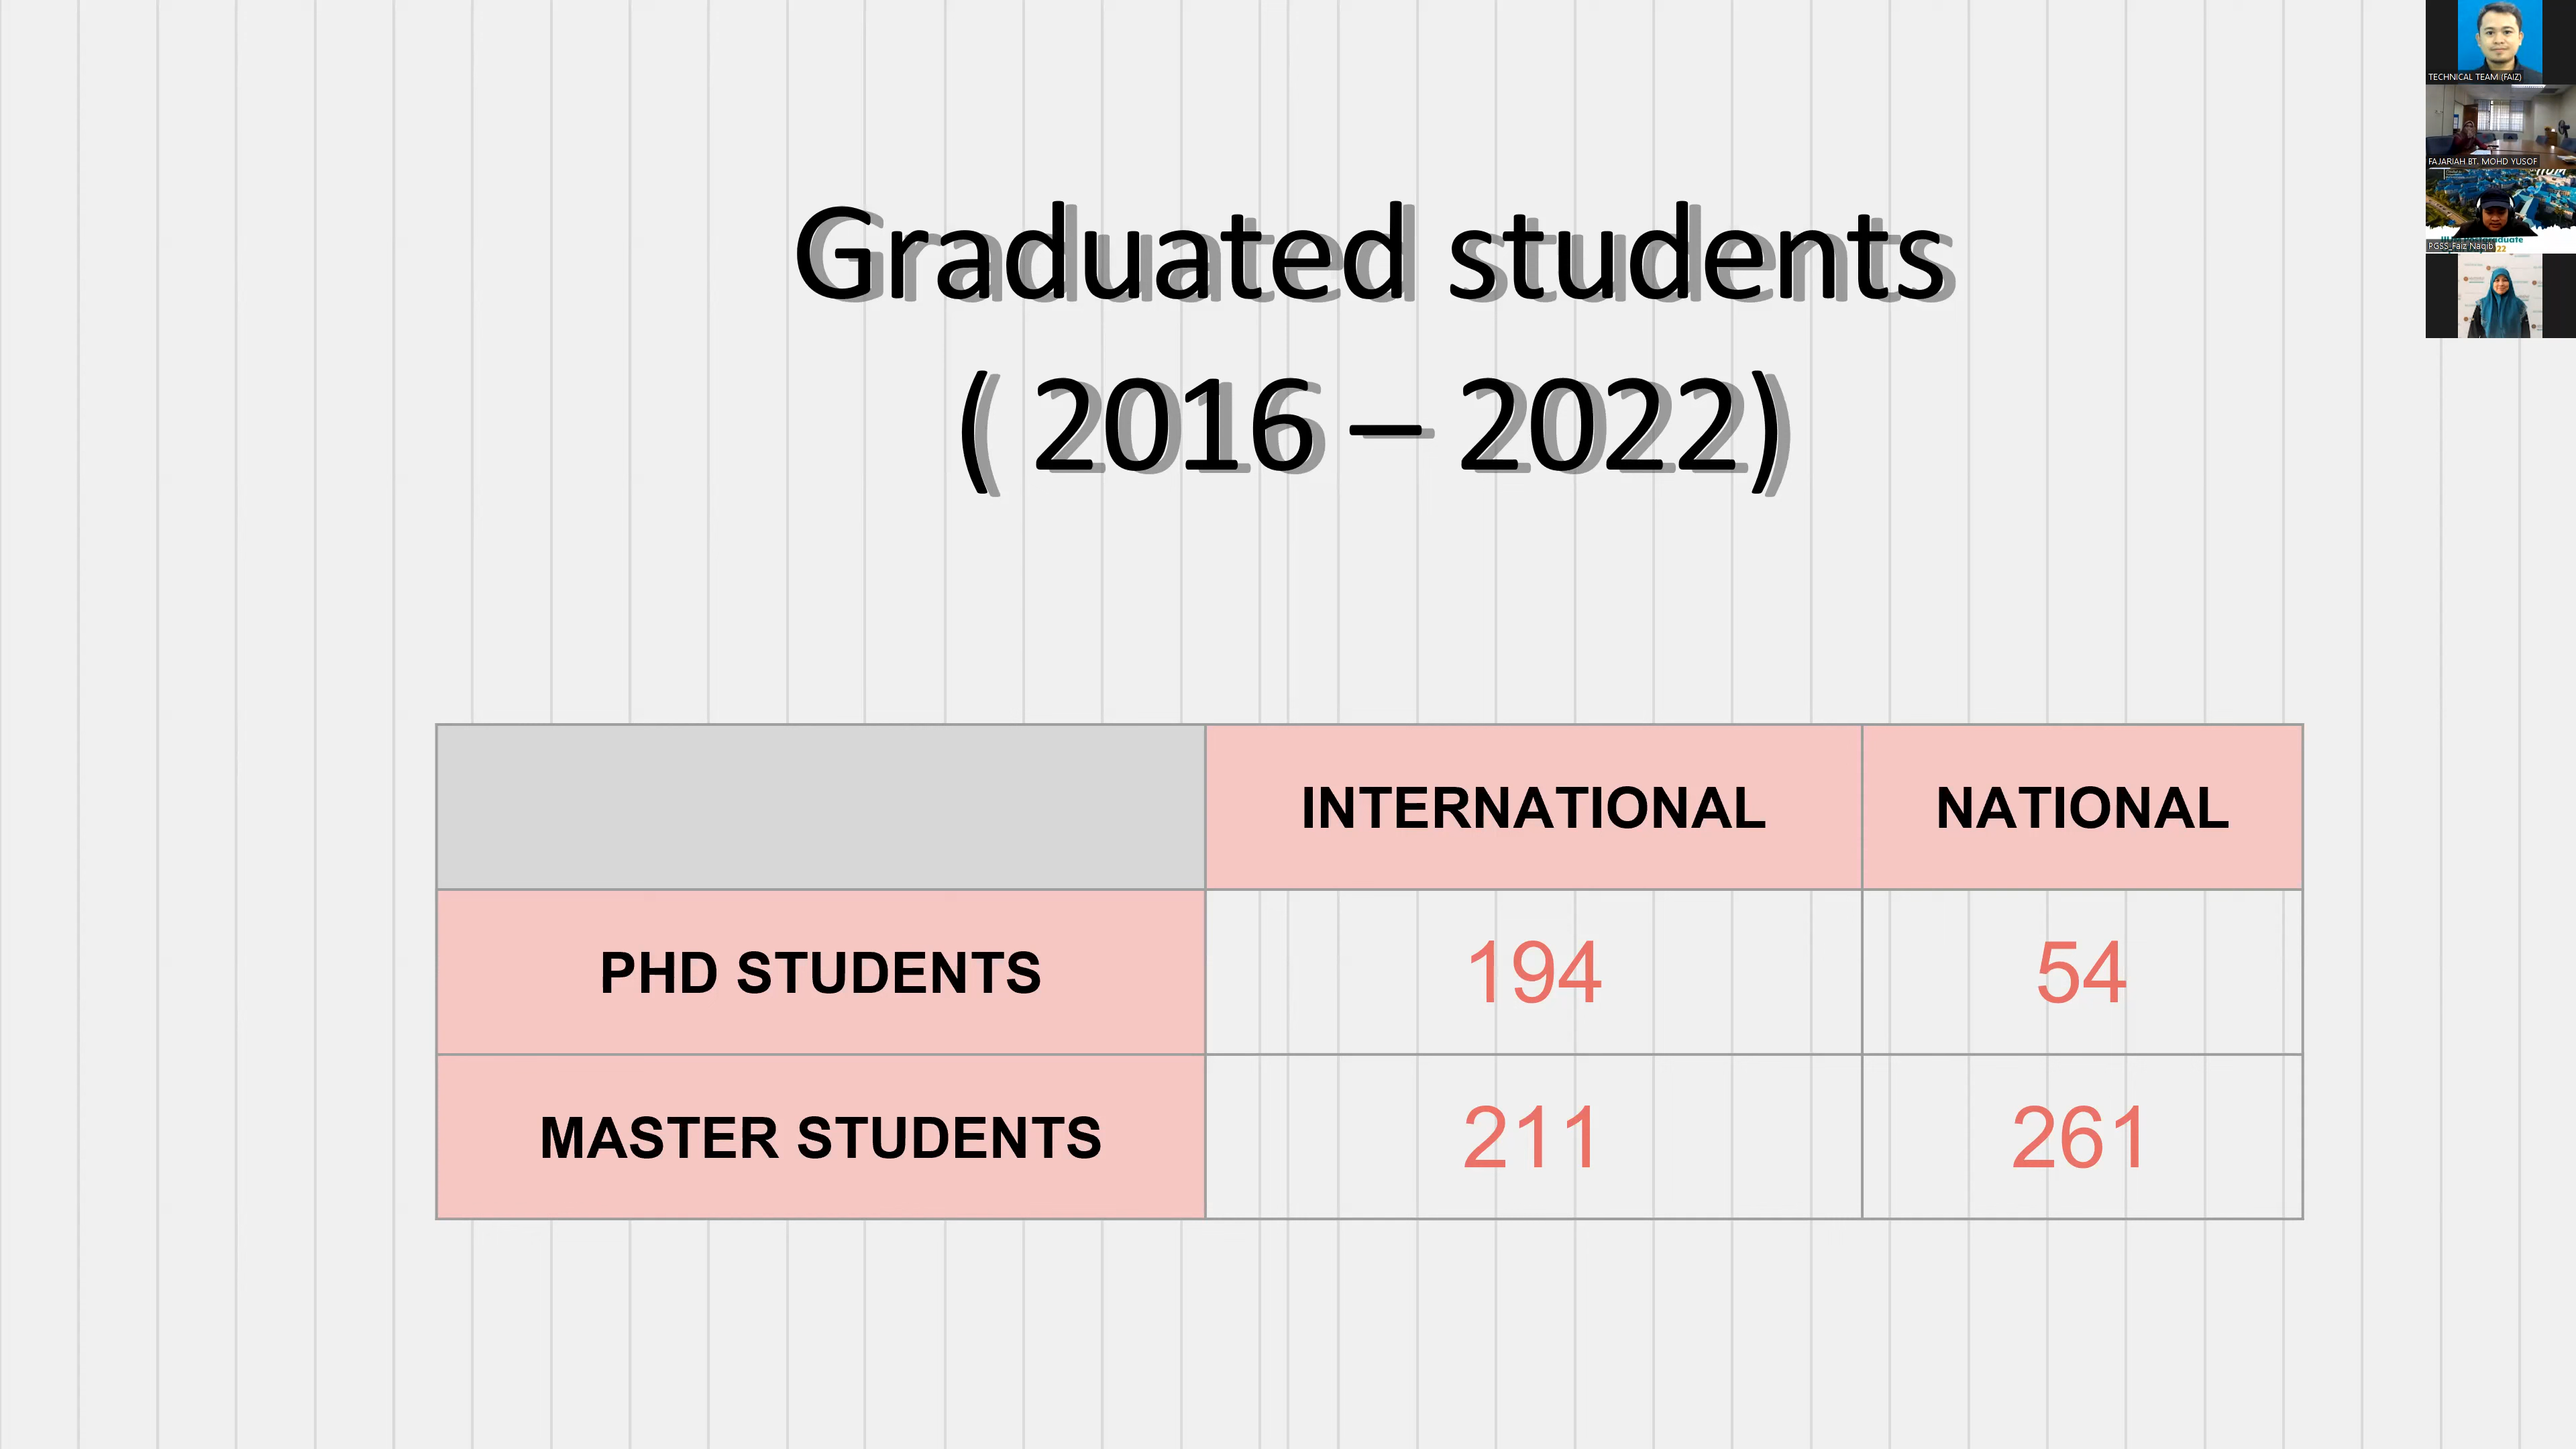 Graduated students
( 2016 – 2022)
INTERNATIONAL NATIONAL
PHD STUDENTS 194 54
MASTER STUDENTS 211 261
TECHNICAL TEAM (FAIZ)
FAJARIAH BT. MOHD YUSOF
PGSS_Faiz Naqib